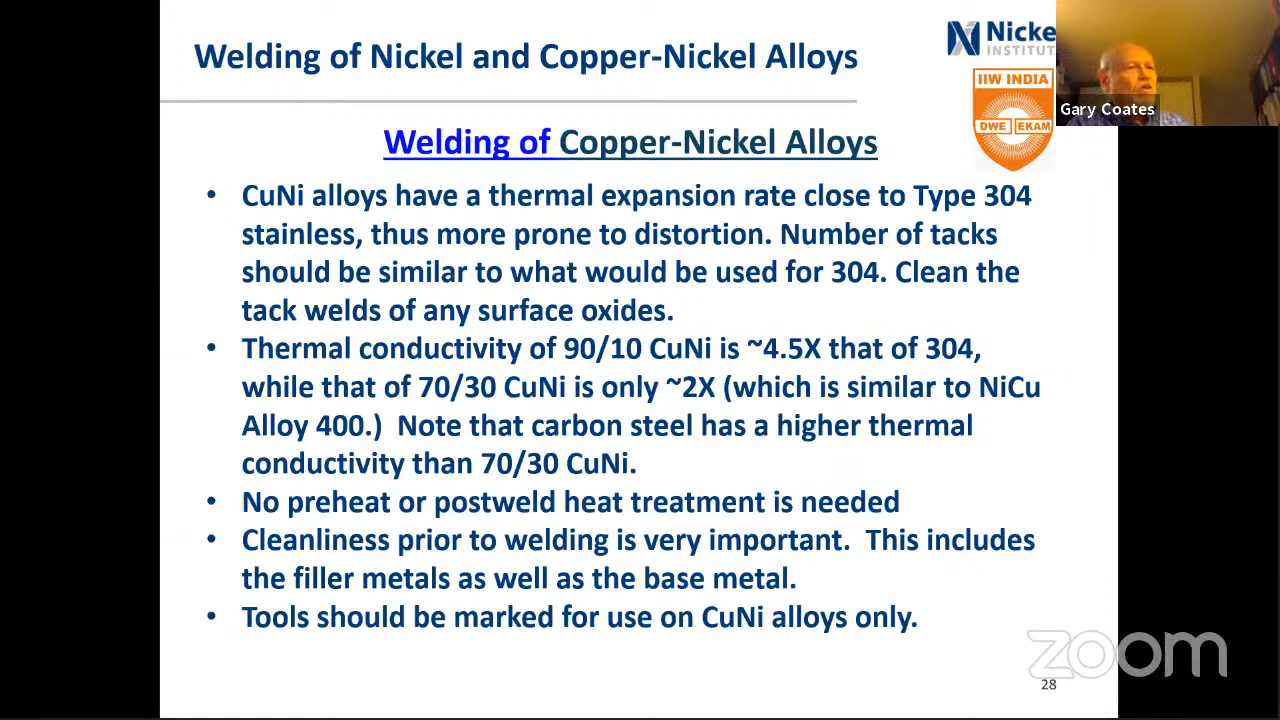 Welding of Nickel and Copper-Nickel Alloys
Nicke
INSTITUT
IIW INDIA
DWE EKAM
Gary Coates
Welding of Copper-Nickel Alloys
• CuNi alloys have a thermal expansion rate close to Type 304
stainless, thus more prone to distortion. Number of tacks
should be similar to what would be used for 304. Clean the
tack welds of any surface oxides.
• Thermal conductivity of 90/10 CuNi is ~4.5X that of 304,
while that of 70/30 CuNi is only ~2X (which is similar to NiCu
Alloy 400.)  Note that carbon steel has a higher thermal
conductivity than 70/30 CuNi.
• No preheat or postweld heat treatment is needed
• Cleanliness prior to welding is very important.  This includes
the filler metals as well as the base metal.
• Tools should be marked for use on CuNi alloys only.
zoom
28